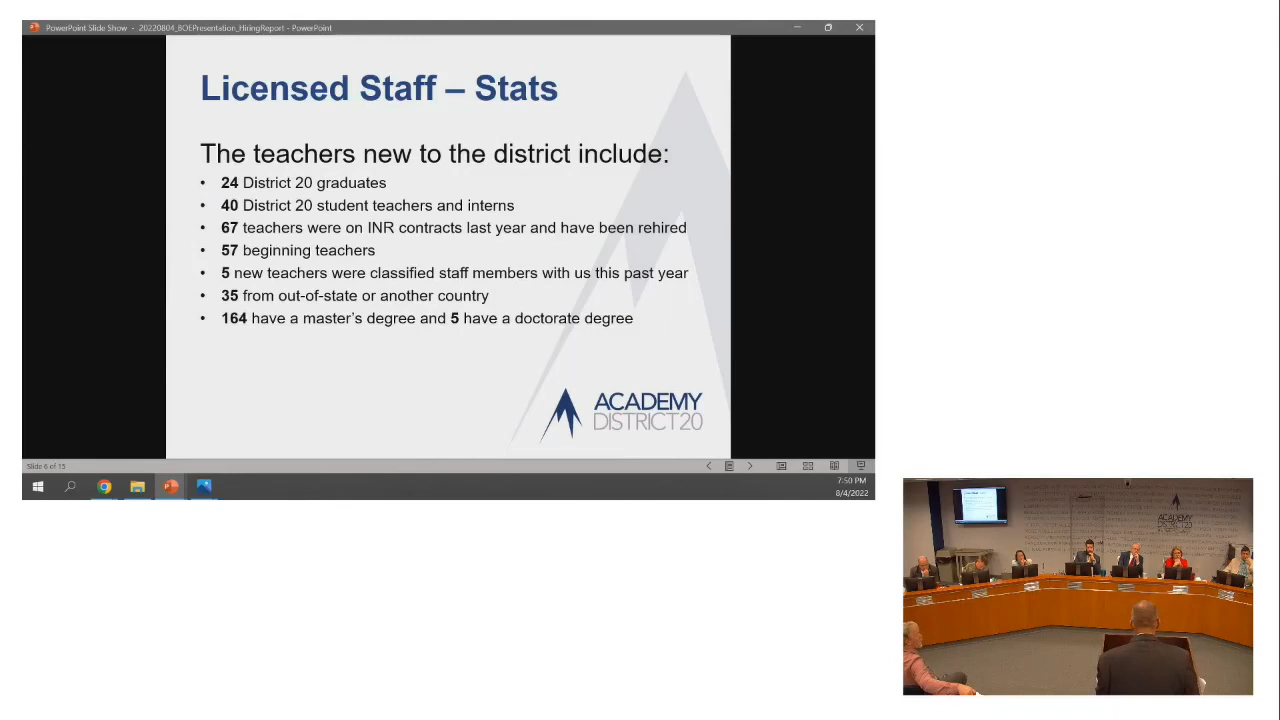 PowerPoint Slide Show - 20220804_BOEPresentation_HiringReport - PowerPoint
Licensed Staff – Stats
The teachers new to the district include:
• 24 District 20 graduates
• 40 District 20 student teachers and interns
• 67 teachers were on INR contracts last year and have been rehired
• 57 beginning teachers
• 5 new teachers were classified staff members with us this past year
• 35 from out-of-state or another country
• 164 have a master’s degree and 5 have a doctorate degree
ACADEMY
DISTRICT20
Slide 6 of 15
7:50 PM
8/4/2022
ACADEMY
DISTRICT20